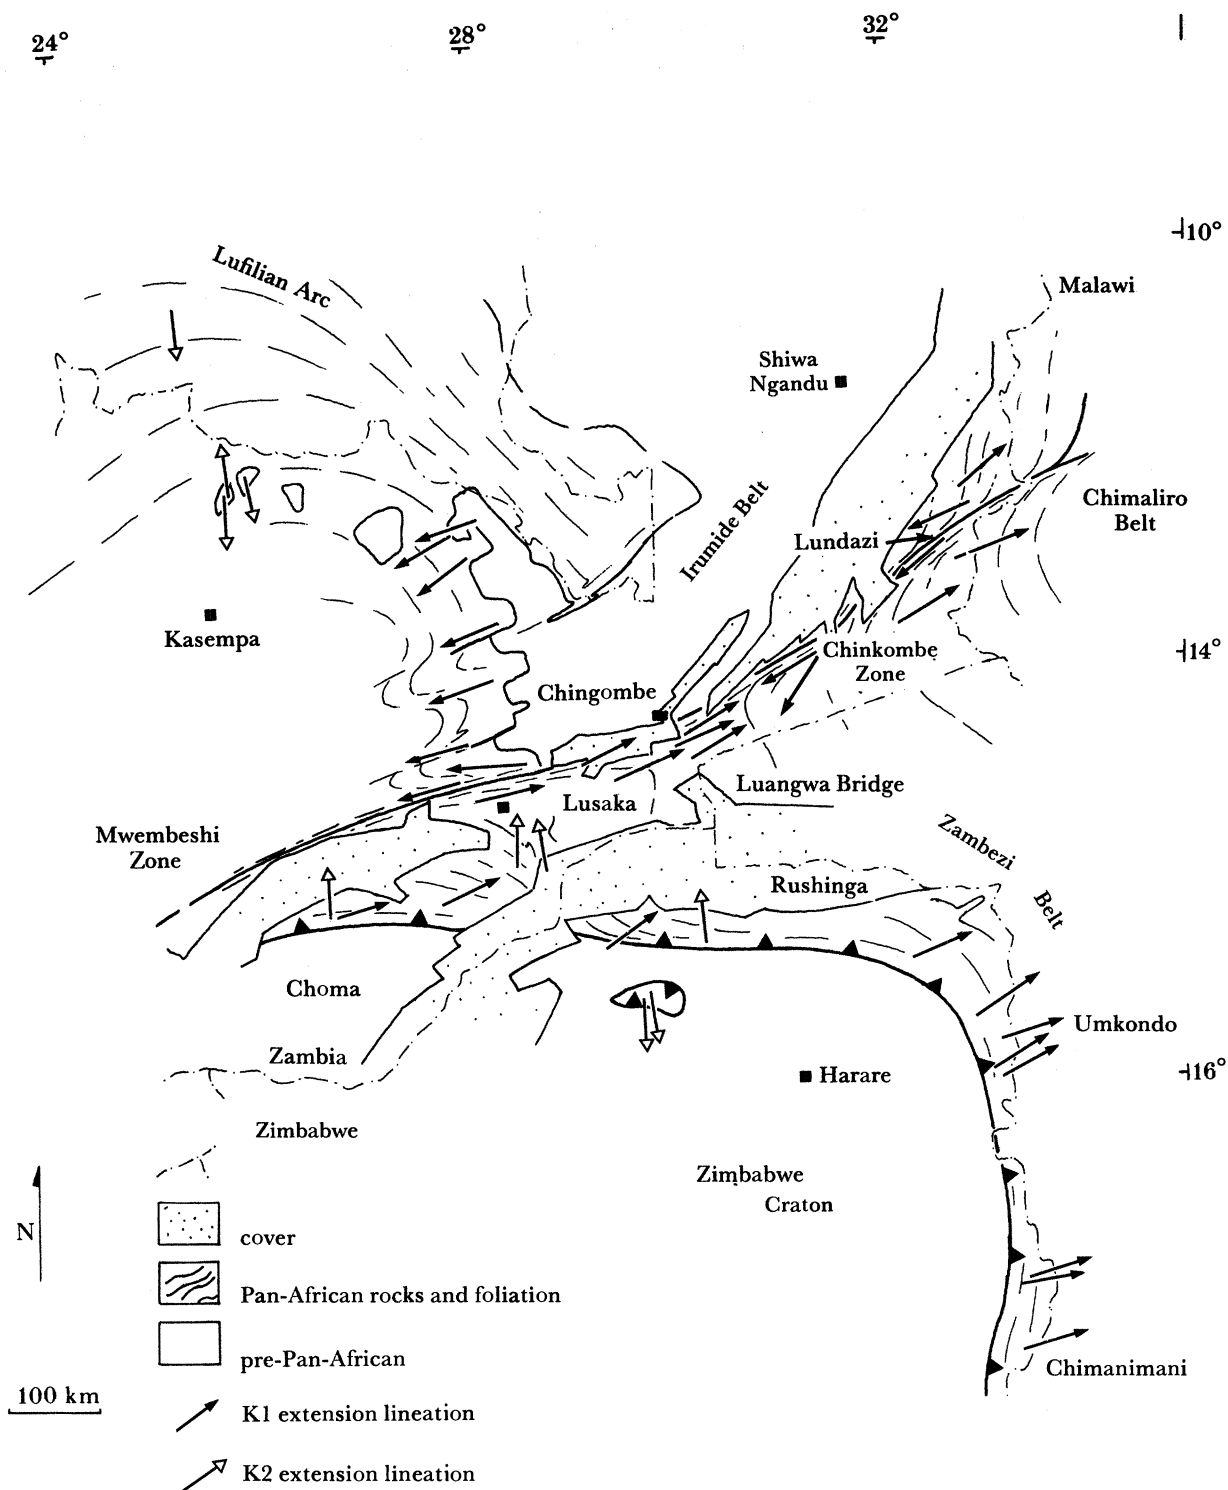 24°
28°
32°
10°
Lufilian Arc
Malawi
Shiwa
Ngandu
Irumide Belt
Chimaliro
Belt
Lundazi
Kasempa
Chinkombe
Zone
14°
Chingombe
Luangwa Bridge
Lusaka
Mwembeshi
Zone
Zambezi
Belt
Rushinga
Choma
Umkondo
Zambia
Harare
16°
Zimbabwe
Zimbabwe
Craton
N
cover
Pan-African rocks and foliation
pre-Pan-African
Chimanimani
100 km
K1 extension lineation
K2 extension lineation